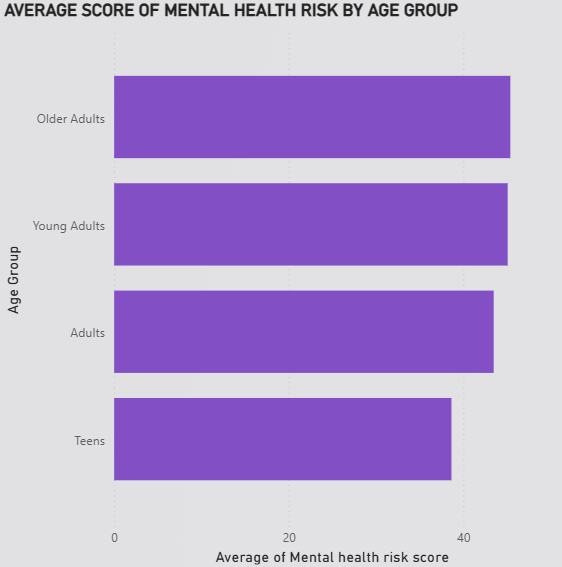 AVERAGE SCORE OF MENTAL HEALTH RISK BY AGE GROUP
Older Adults
Young Adults
Age Group
Adults
Teens
0 20 40
Average of Mental health risk score